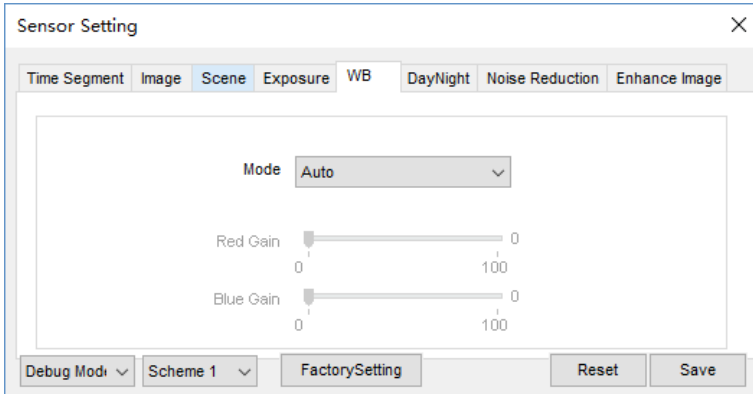 Sensor Setting
Time Segment Image Scene Exposure WB DayNight Noise Reduction Enhance Image
Mode Auto
Red Gain 0
0 100
Blue Gain 0
0 100
Debug Mod Scheme 1 FactorySetting Reset Save